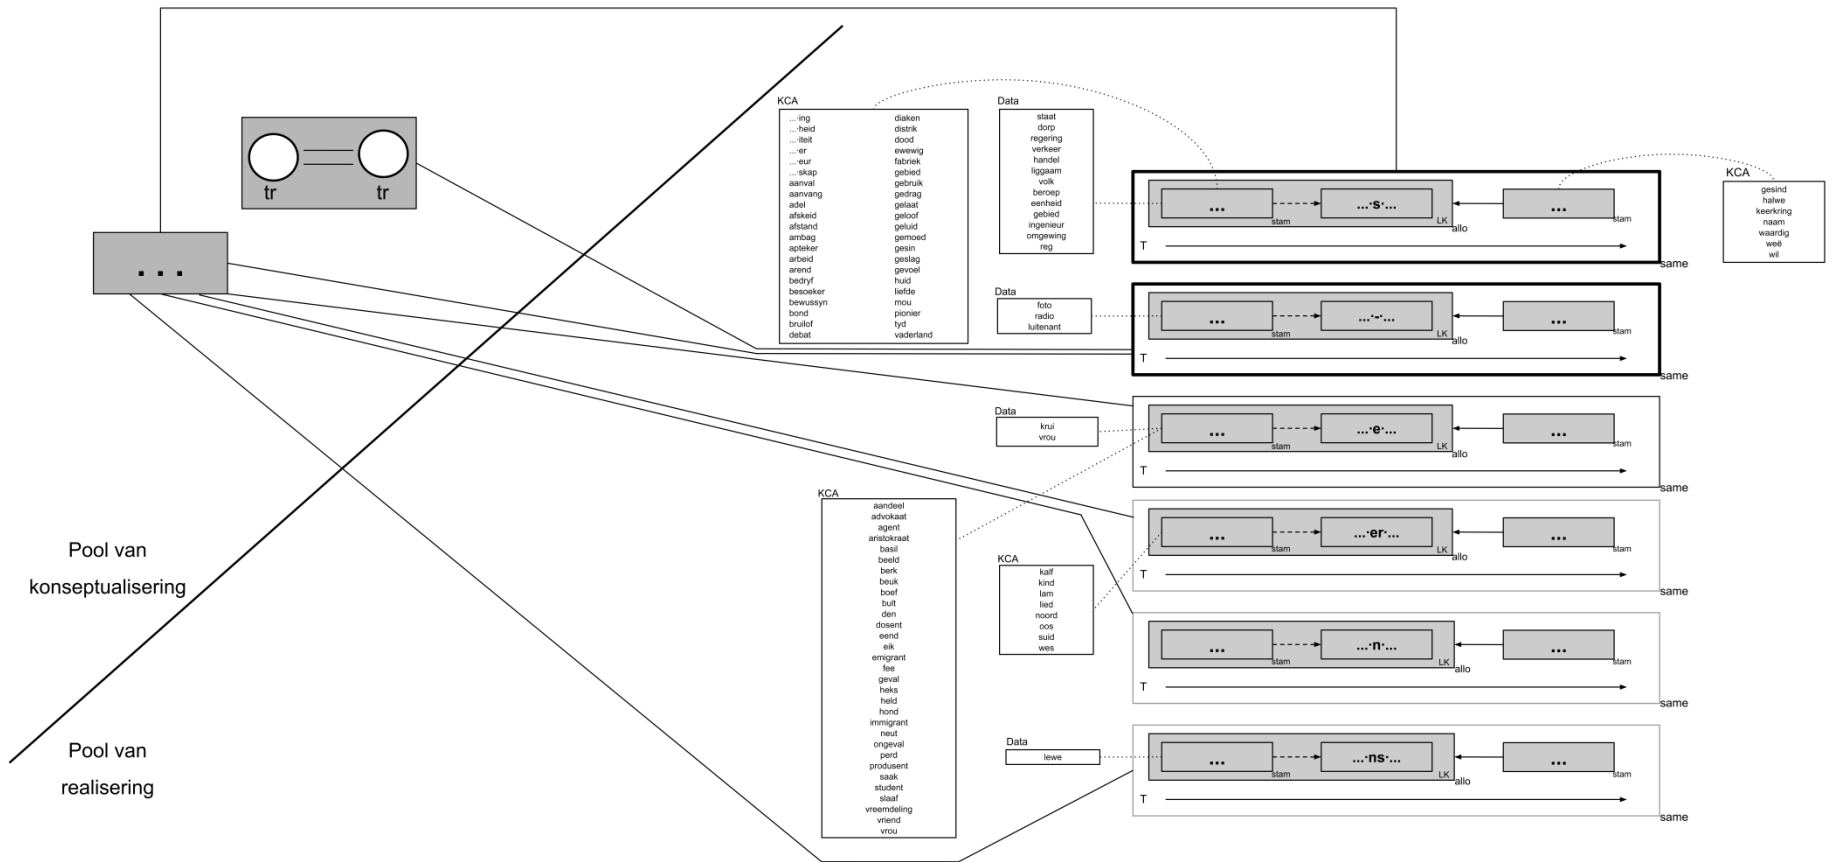 tr
tr
. . .
Pool van
konseptualisering
Pool van
realisering
KCA
...·ing
...·heid
...·iteit
...·er
...·eur
...·skap
aanval
aanvang
adel
afskeid
afstand
ambag
apteker
arbeid
arend
bedryf
besoeker
bewussyn
bond
bruilof
debat
diaken
distrik
dood
ewewig
fabriek
gebied
gebruik
gedrag
gelaat
geloof
geluid
gemoed
gesin
geslag
gevoel
huid
liefde
mou
pionier
tyd
vaderland
Data
staat
dorp
regering
verkeer
handel
liggaam
volk
beroep
eenheid
gebied
ingenieur
omgewing
reg
... stam ...·s·... LK allo ... stam
T
same
KCA
gesind
halwe
keerkring
naam
waardig
weë
wil
Data
foto
radio
luitenant
... stam ...·-·... LK allo ... stam
T
same
Data
krui
vrou
... stam ...·e·... LK allo ... stam
T
same
KCA
aandeel
advokaat
agent
aristokraat
basil
beeld
berk
beuk
boef
bult
den
dosent
eend
eik
emigrant
fee
geval
heks
held
hond
immigrant
neut
ongeval
perd
produsent
saak
student
slaaf
vreemdeling
vriend
vrou
KCA
kalf
kind
lam
lied
noord
oos
suid
wes
... stam ...·er·... LK allo ... stam
T
same
... stam ...·n·... LK allo ... stam
T
same
Data
lewe
... stam ...·ns·... LK allo ... stam
T
same